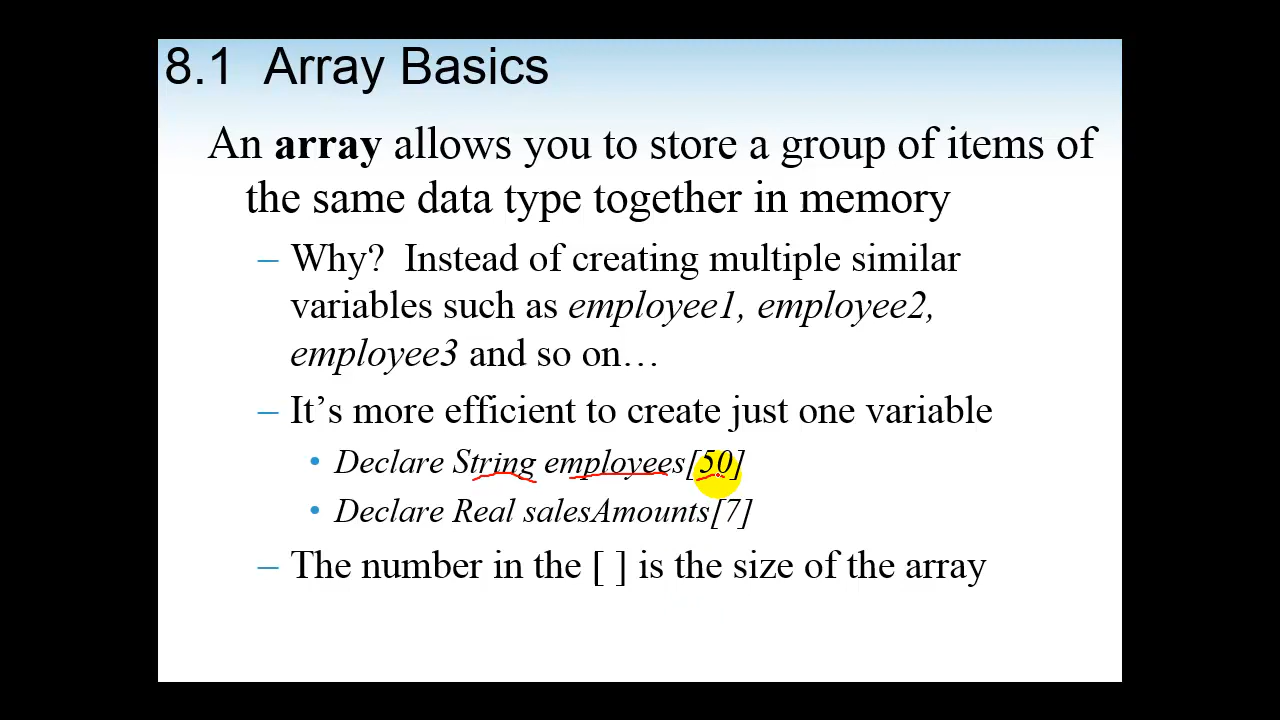 8.1 Array Basics
An array allows you to store a group of items of
the same data type together in memory
– Why? Instead of creating multiple similar
variables such as employee1, employee2,
employee3 and so on…
– It’s more efficient to create just one variable
• Declare String employees[50]
• Declare Real salesAmounts[7]
– The number in the [ ] is the size of the array